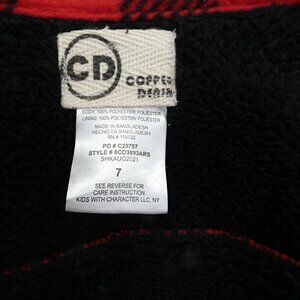 CD
COPPER
DENIM
BODY: 100% POLYESTER/ POLIESTER
LINING: 100% POLYESTER/ POLIESTER
MADE IN BANGLADESH
HECHO EN BANGLADESH
RN # 119132
PO # C20757
STYLE # 8CO3893ARS
SHKAUG2021
7
SEE REVERSE FOR
CARE INSTRUCTION
KIDS WITH CHARACTER LLC, NY